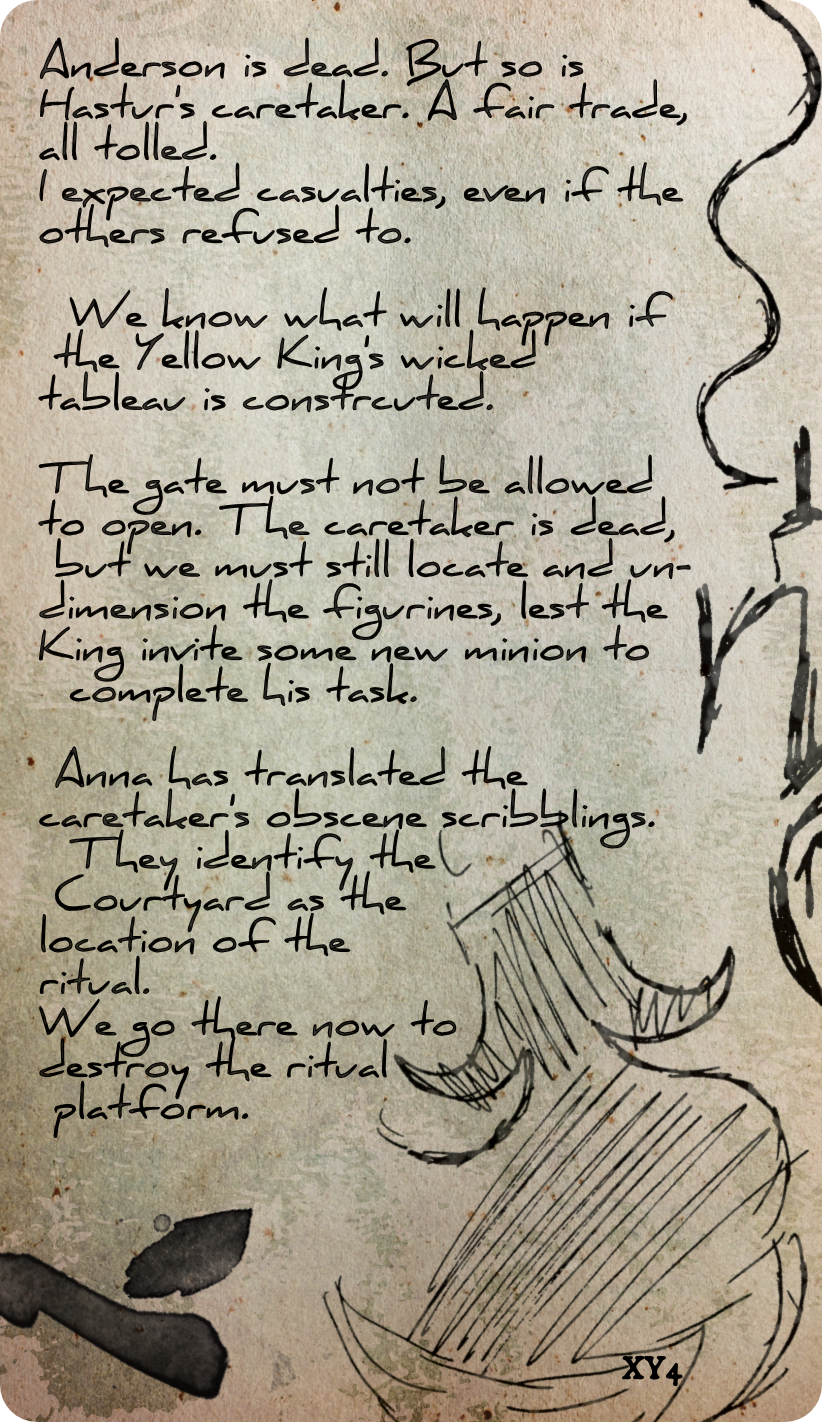 Anderson is dead. But so is
Hastur's caretaker. A fair trade,
all tolled.
I expected casualties, even if the
others refused to.
We know what will happen if
the Yellow King's wicked
tableau is constrcuted.
The gate must not be allowed
to open. The caretaker is dead,
but we must still locate and un-
dimension the figurines, lest the
King invite some new minion to
complete his task.
Anna has translated the
caretaker's obscene scribblings.
They identify the
Courtyard as the
location of the
ritual.
We go there now to
destroy the ritual
platform.
XY4